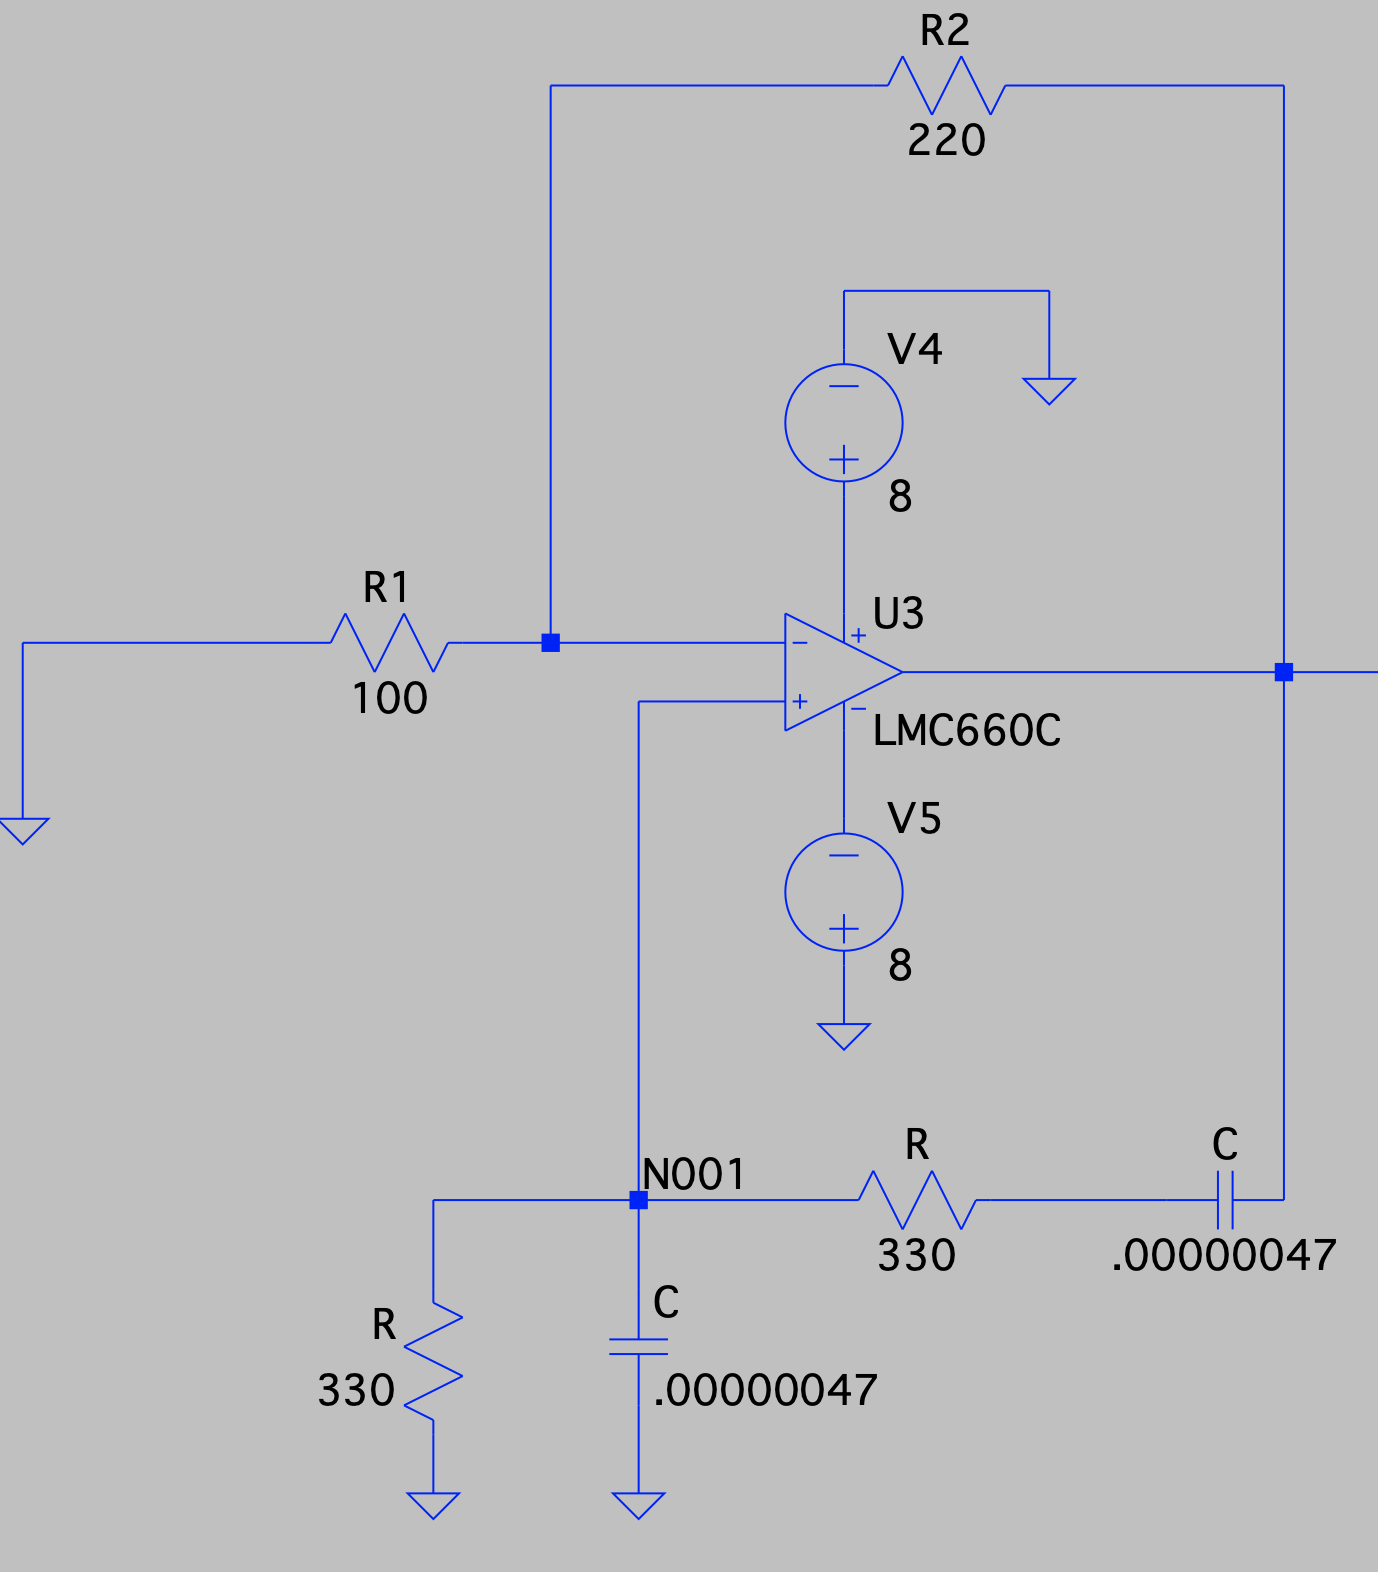 R2
220
V4
8
R1
100
U3
LMC660C
V5
8
N001
R
330
C
.00000047
R
330
C
.00000047